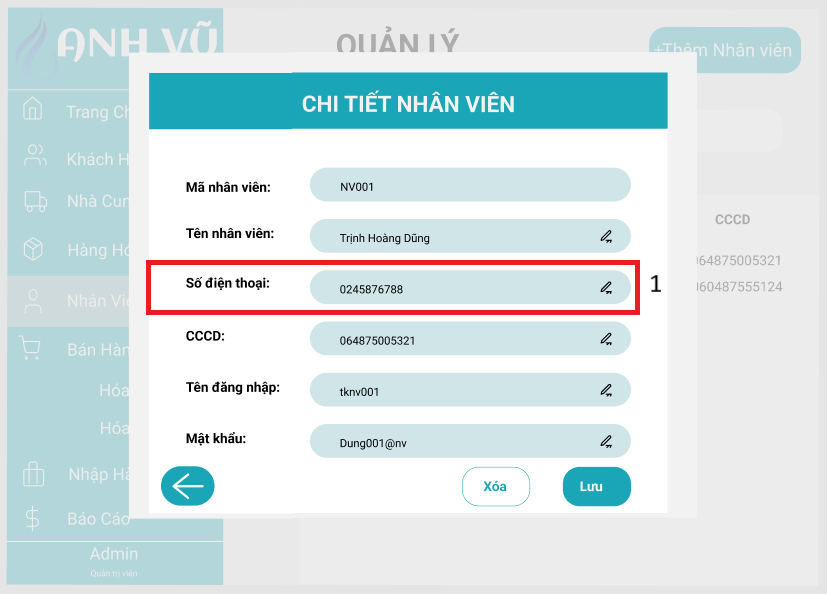 ANH VŨ
QUẢN LÝ
+Thêm Nhân viên
CHI TIẾT NHÂN VIÊN
Trang Ch
Khách H
Nhà Cun
Hàng Hó
Nhân Viê
Bán Hàn
Hóa
Hóa
Nhập Hà
Báo Cáo
Admin
Quản trị viên
Mã nhân viên:
NV001
Tên nhân viên:
Trịnh Hoàng Dũng
Số điện thoại:
0245876788
1
CCCD:
064875005321
Tên đăng nhập:
tknv001
Mật khẩu:
Dung001@nv
Xóa
Lưu
CCCD
064875005321
060487555124